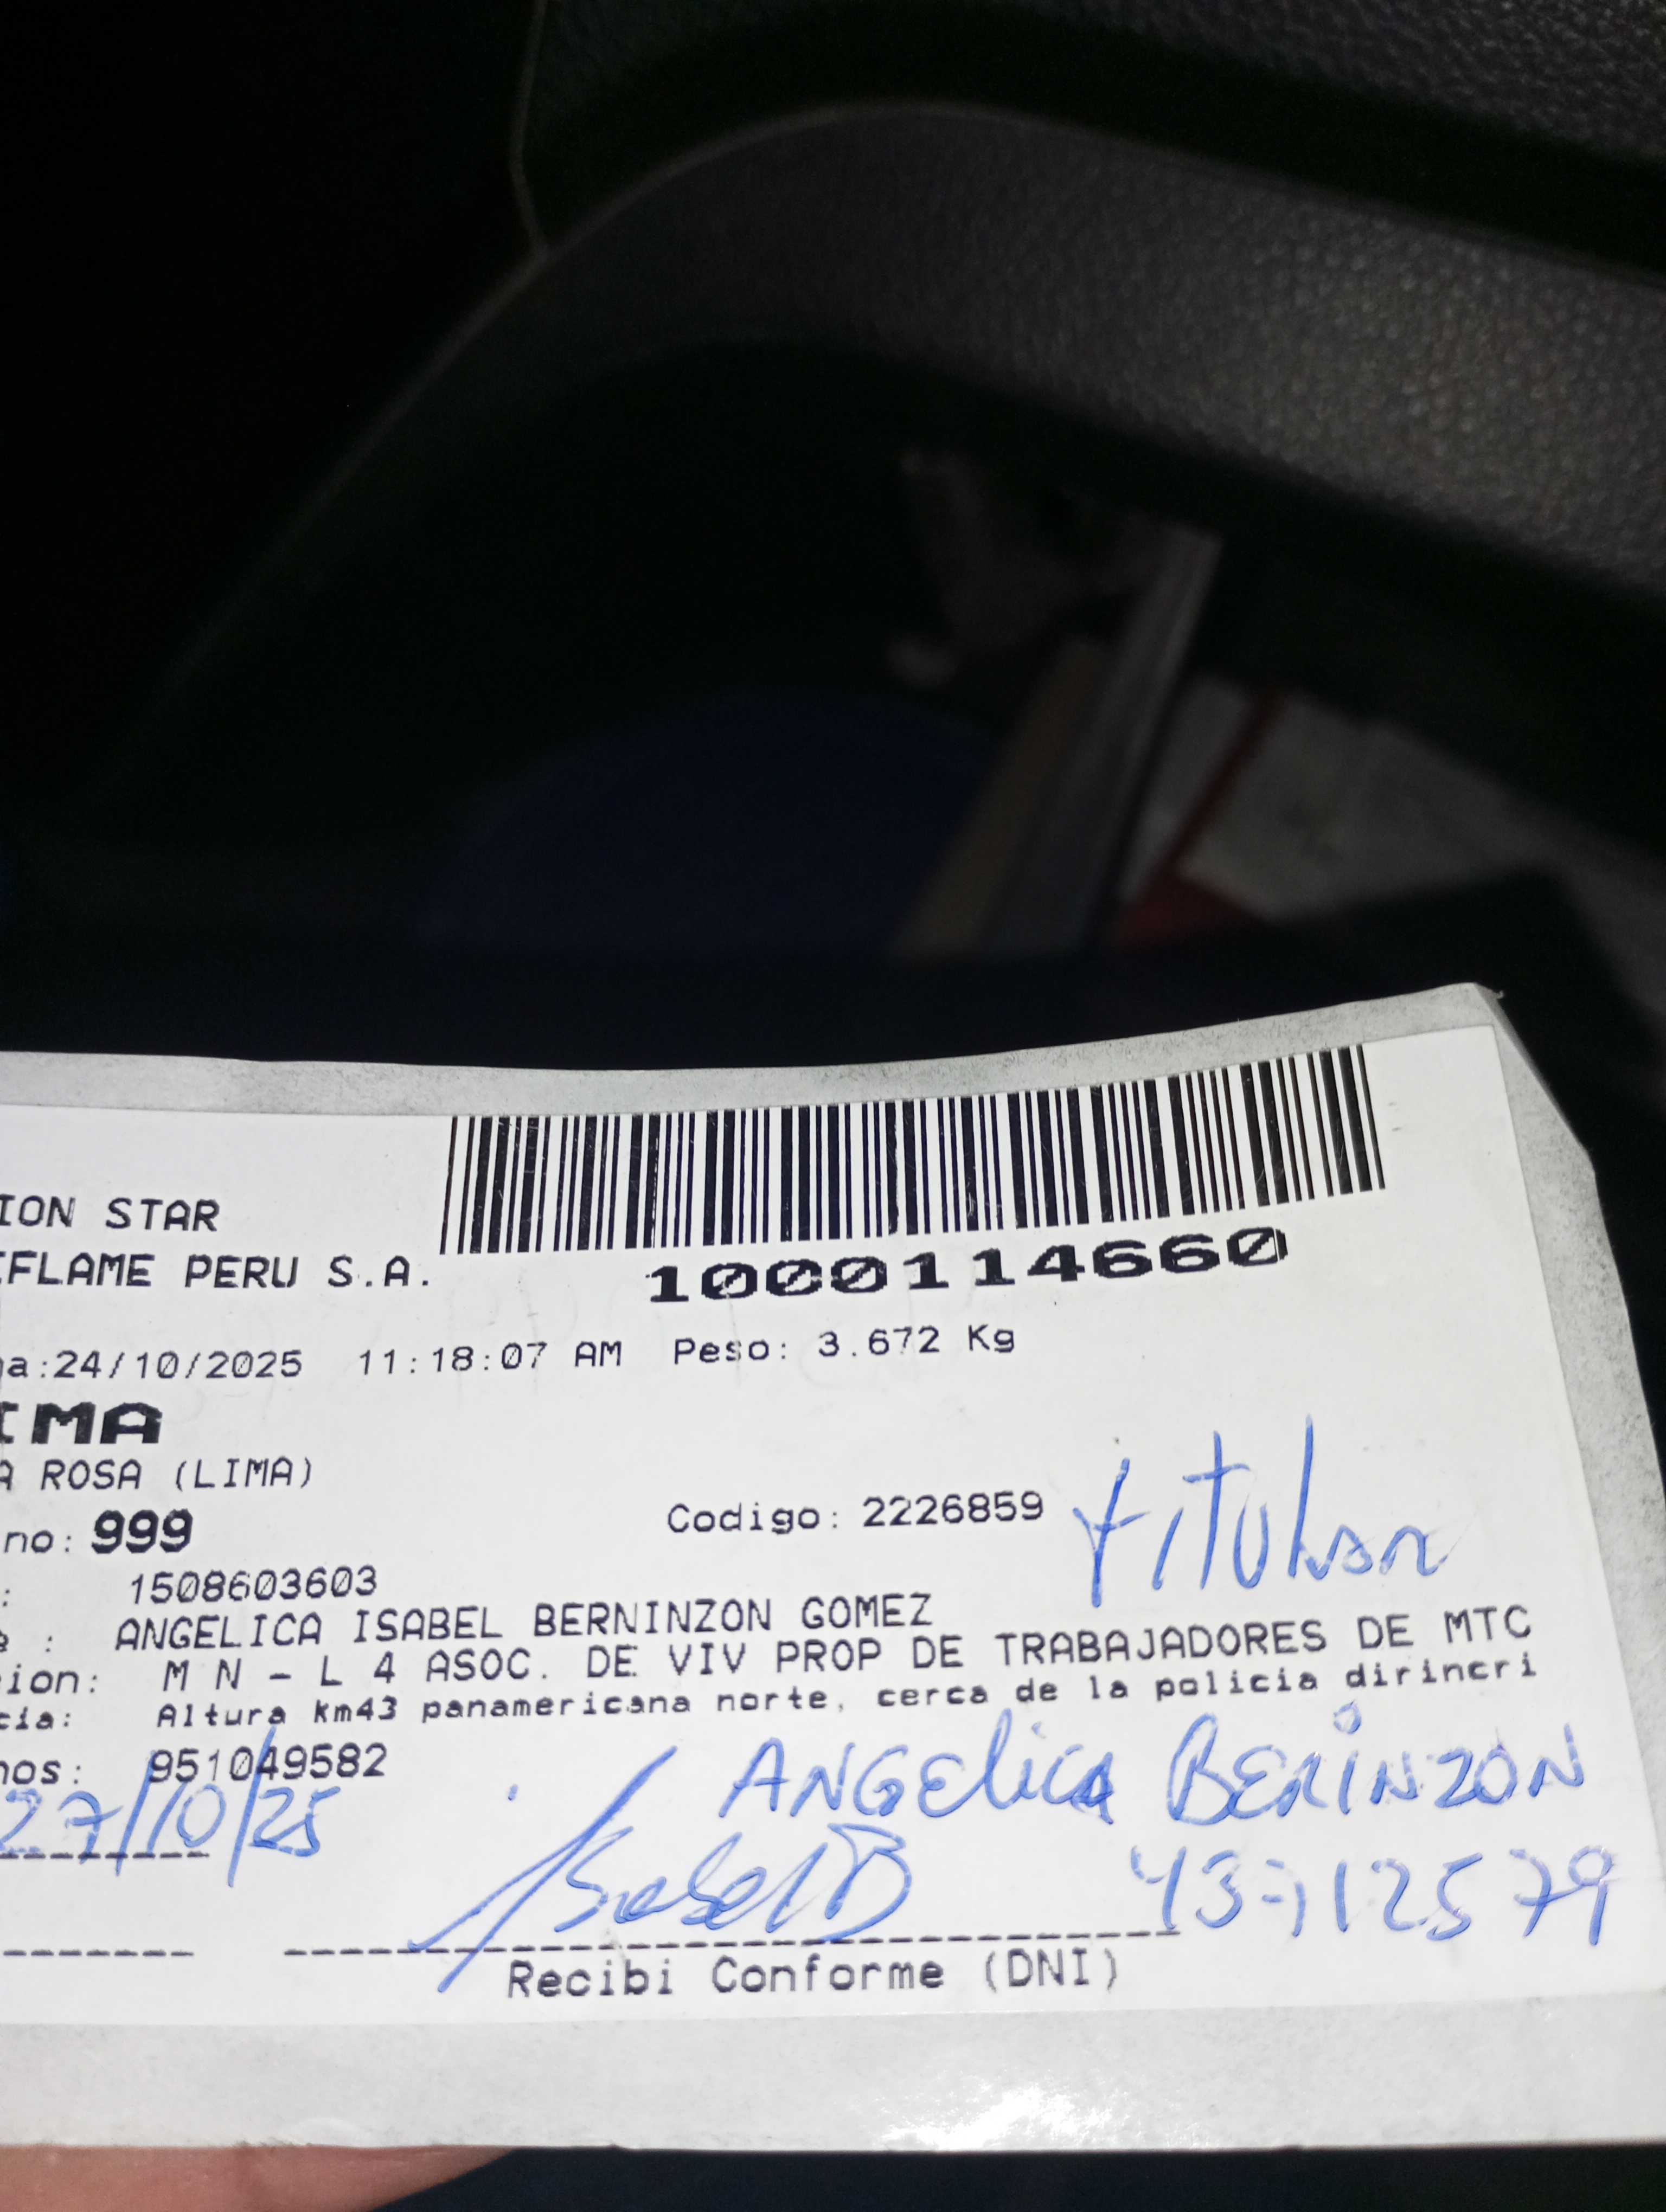 ION STAR
FLAME PERU S.A.
1000114660
a:24/10/2025 11:18:07 AM Peso: 3.672 Kg
IMA
A ROSA (LIMA)
no: 999
Codigo: 2226859
titular
: 1508603603
: ANGELICA ISABEL BERNINZON GOMEZ
ion: M N - L 4 ASOC. DE VIV PROP DE TRABAJADORES DE MTC
cia: Altura km43 panamericana norte, cerca de la policia dirincri
nos: 951049582
ANGElicA BERiNZON
27/10/25
Isabel B
43712579
Recibi Conforme (DNI)